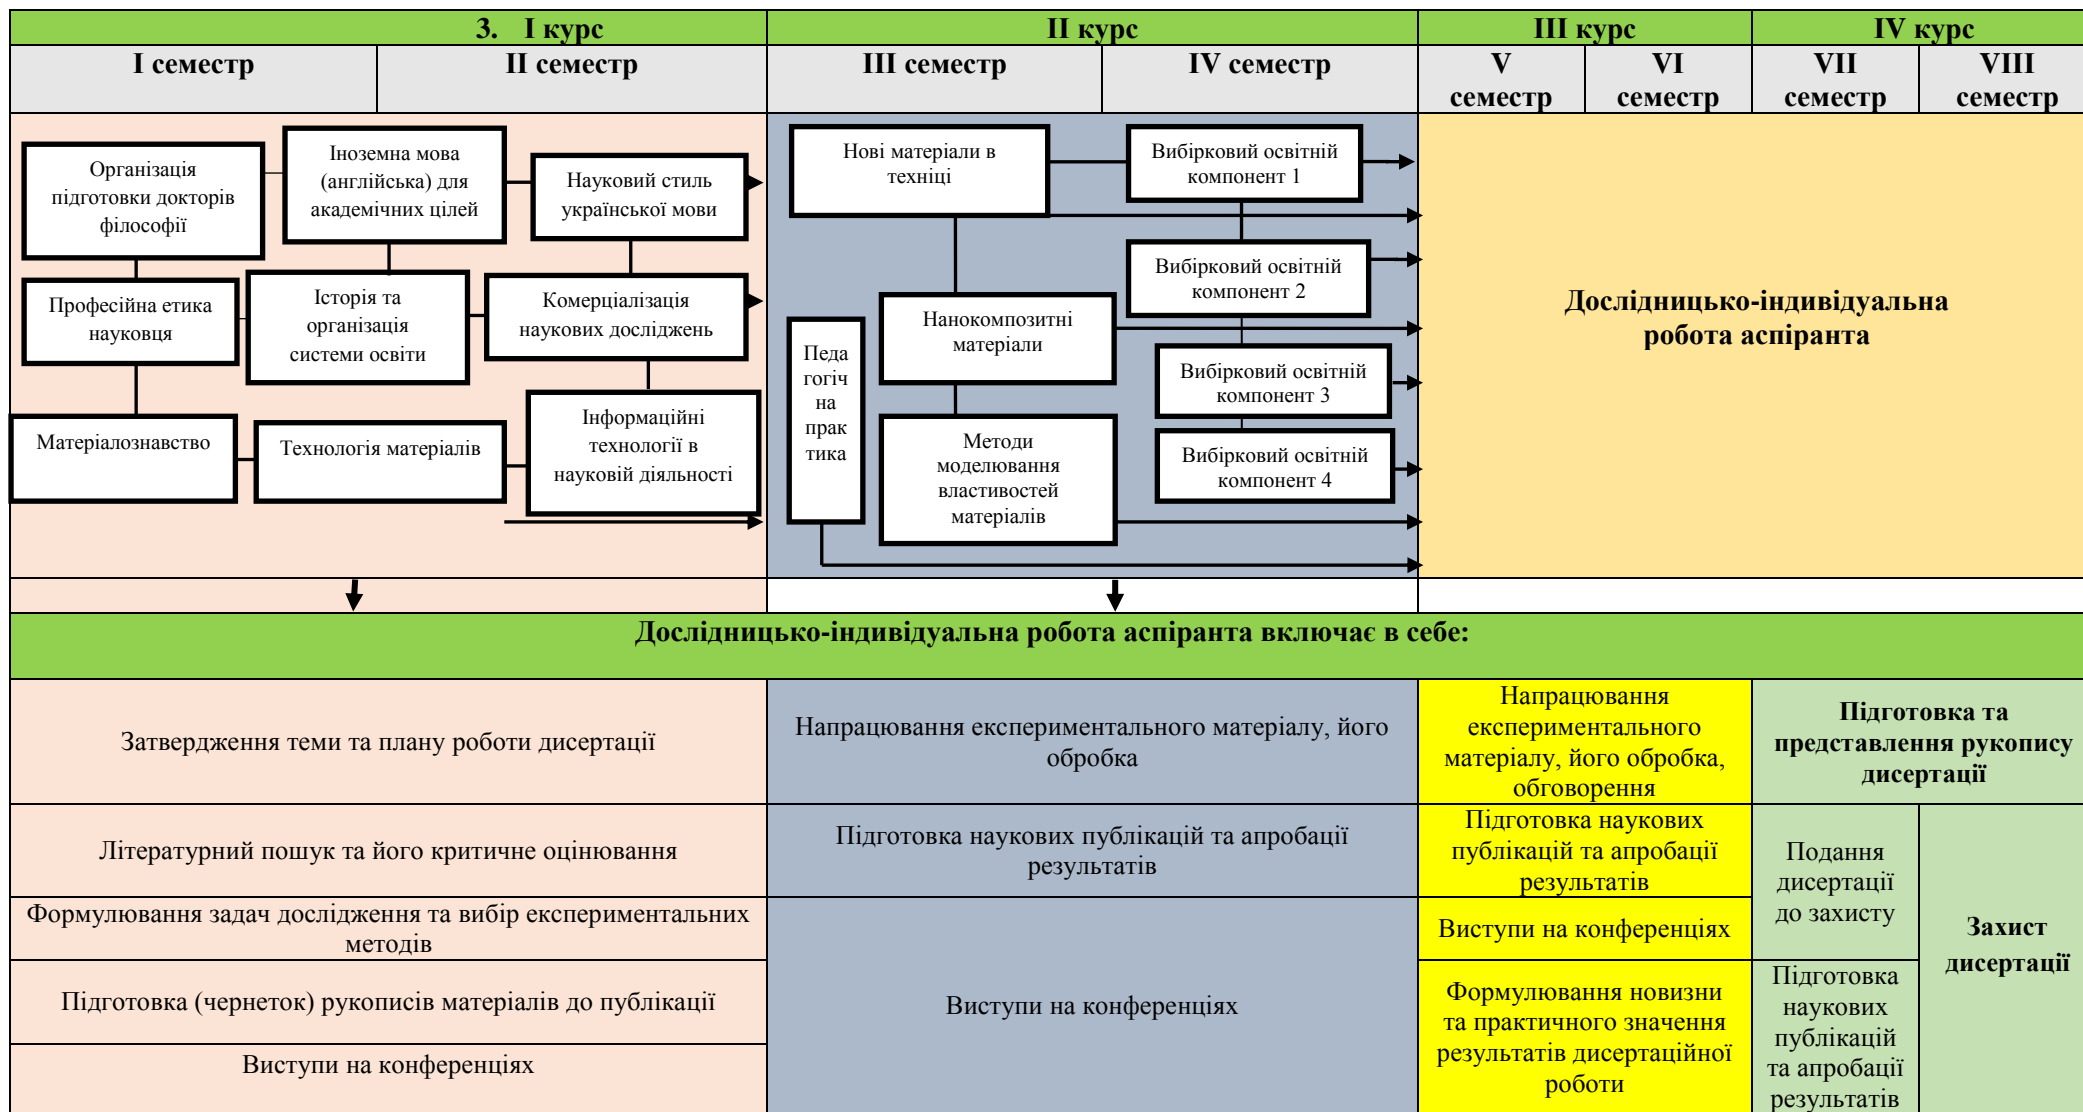 3. I курс
II курс
III курс
IV курс
I семестр
II семестр
III семестр
IV семестр
V
семестр
VI
семестр
VII
семестр
VIII
семестр
Організація
підготовки докторів
філософії
Іноземна мова
(англійська) для
академічних цілей
Науковий стиль
української мови
Професійна етика
науковця
Історія та
організація
системи освіти
Комерціалізація
наукових досліджень
Матеріалознавство
Технологія матеріалів
Інформаційні
технології в
науковій діяльності
Нові матеріали в
техніці
Вибірковий освітній
компонент 1
Вибірковий освітній
компонент 2
Нанокомпозитні
матеріали
Педа
гогіч
на
прак
тика
Вибірковий освітній
компонент 3
Методи
моделювання
властивостей
матеріалів
Вибірковий освітній
компонент 4
Дослідницько-індивідуальна
робота аспіранта
Дослідницько-індивідуальна робота аспіранта включає в себе:
Затвердження теми та плану роботи дисертації
Напрацювання експериментального матеріалу, його
обробка
Напрацювання
експериментального
матеріалу, його обробка,
обговорення
Підготовка та
представлення рукопису
дисертації
Літературний пошук та його критичне оцінювання
Підготовка наукових публікацій та апробації
результатів
Підготовка наукових
публікацій та апробації
результатів
Подання
дисертації
до захисту
Захист
дисертації
Формулювання задач дослідження та вибір експериментальних
методів
Виступи на конференціях
Виступи на конференціях
Підготовка (чернеток) рукописів матеріалів до публікації
Формулювання новизни
та практичного значення
результатів дисертаційної
роботи
Підготовка
наукових
публікацій
та апробації
результатів
Виступи на конференціях